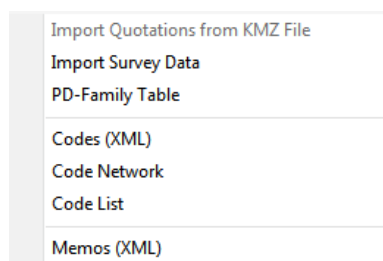 Import Quotations from KMZ File
Import Survey Data
PD-Family Table
Codes (XML)
Code Network
Code List
Memos (XML)